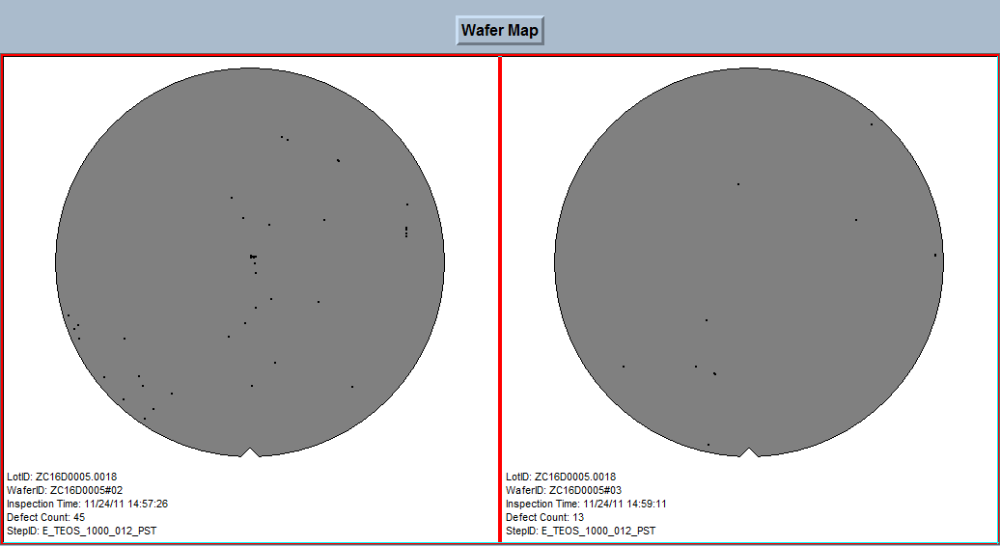 Wafer Map
LotID: ZC16D0005.0018
WaferID: ZC16D0005#02
Inspection Time: 11/24/11 14:57:26
Defect Count: 45
StepID: E_TEOS_1000_012_PST
LotID: ZC16D0005.0018
WaferID: ZC16D0005#03
Inspection Time: 11/24/11 14:59:11
Defect Count: 13
StepID: E_TEOS_1000_012_PST